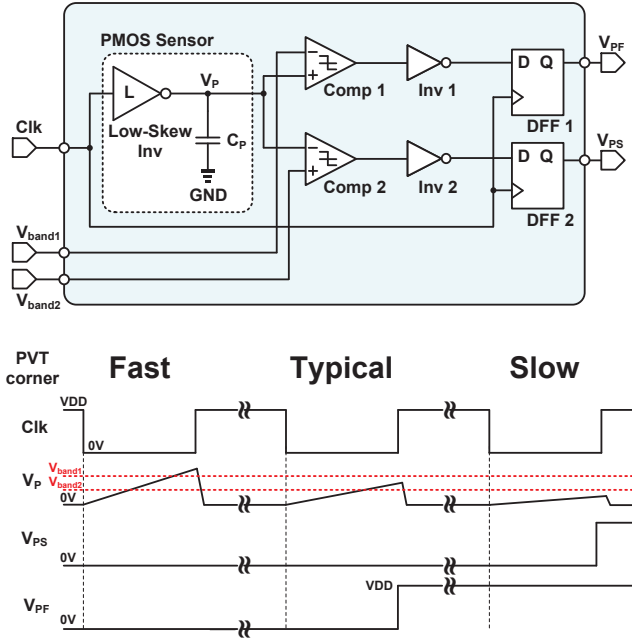 PMOS Sensor
V_P
L
Low-Skew
Inv
C_P
GND
Clk
V_band1
V_band2
Comp 1
Inv 1
D Q
DFF 1
V_PF
Comp 2
Inv 2
D Q
DFF 2
V_PS
PVT
corner
Fast
Typical
Slow
VDD
Clk
0V
V_band1
V_P
V_band2
0V
V_PS
0V
VDD
V_PF
0V